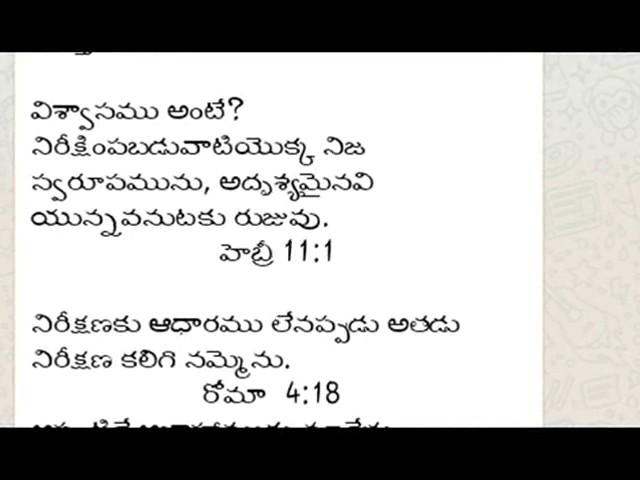 విశ్వాసము అంటే?
నిరీక్షింపబడువాటియొక్క నిజ
స్వరూపమును, అదృశ్యమైనవి
యున్నవనుటకు రుజువు.
హెబ్రీ 11:1
నిరీక్షణకు ఆధారము లేనప్పడు అతడు
నిరీక్షణ కలిగి నమ్మెను.
రోమా 4:18